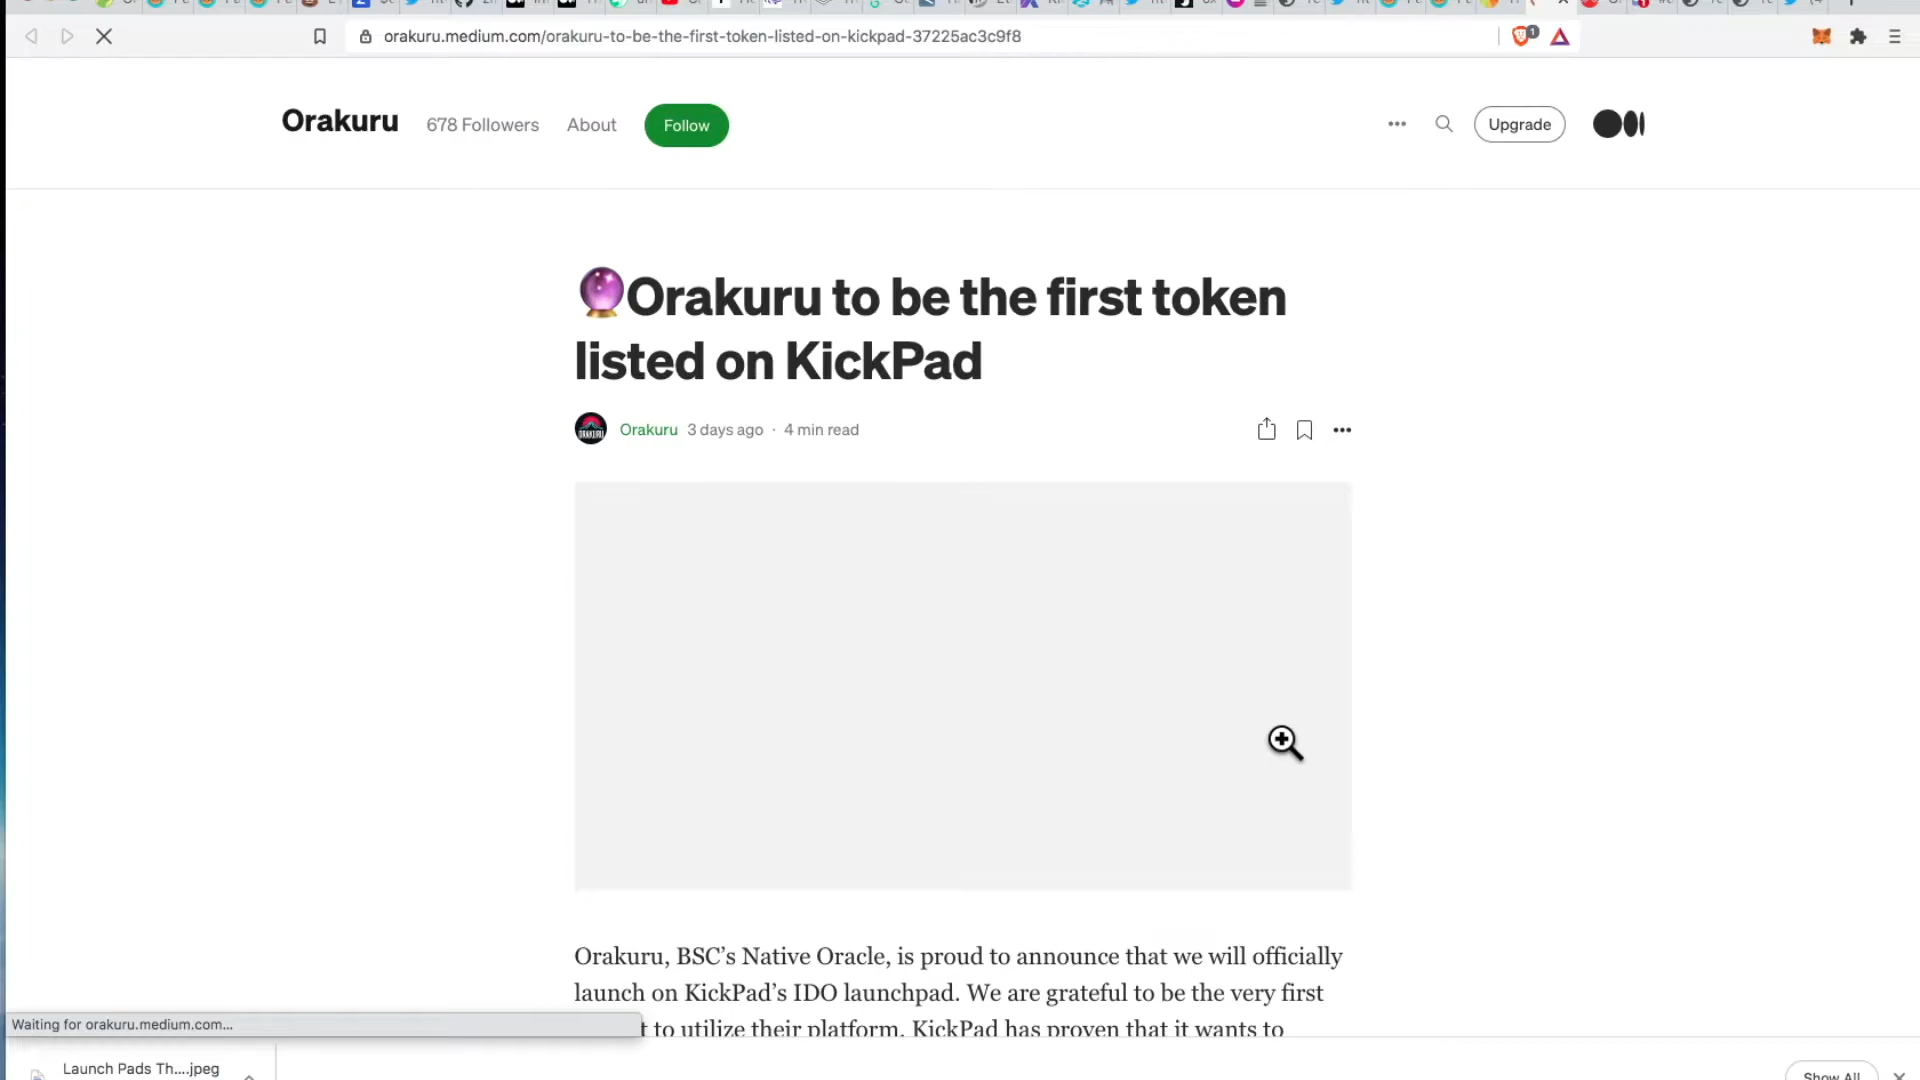 orakuru.medium.com/orakuru-to-be-the-first-token-listed-on-kickpad-37225ac3c9f8
1
Orakuru
678 Followers
About
Follow
Upgrade
Orakuru to be the first token
listed on KickPad
Orakuru 3 days ago · 4 min read
Orakuru, BSC’s Native Oracle, is proud to announce that we will officially
launch on KickPad’s IDO launchpad. We are grateful to be the very first
to utilize their platform. KickPad has proven that it wants to
Waiting for orakuru.medium.com...
Launch Pads Th....jpeg
Show All